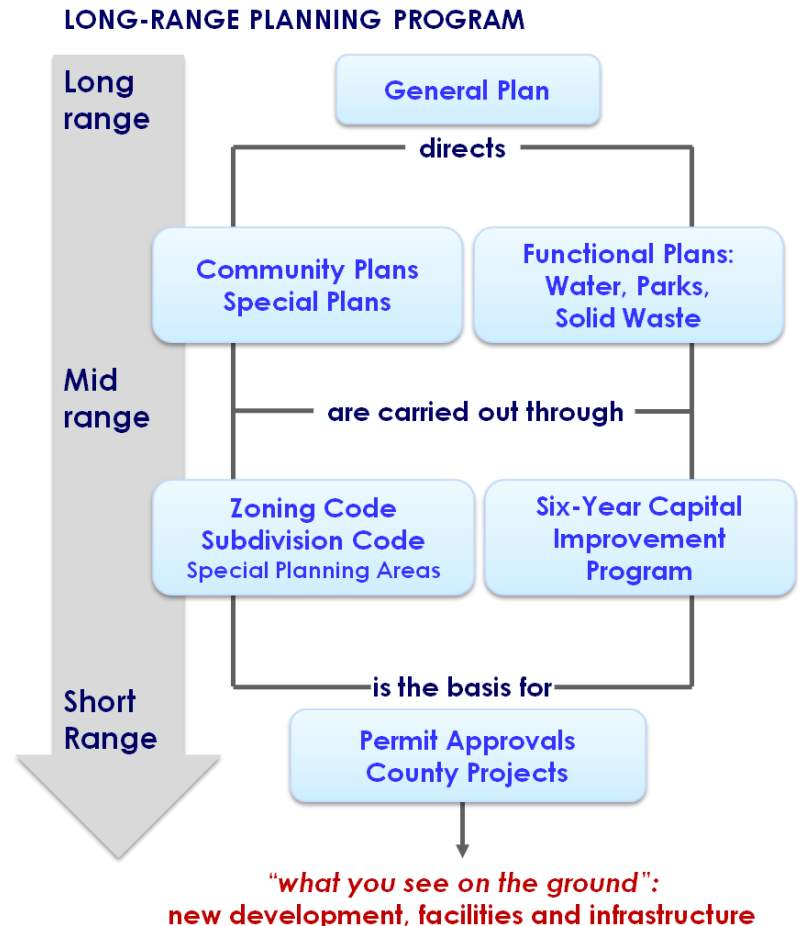 LONG-RANGE PLANNING PROGRAM
Long
range
General Plan
directs
Community Plans
Special Plans
Functional Plans:
Water, Parks,
Solid Waste
Mid
range
are carried out through
Zoning Code
Subdivision Code
Special Planning Areas
Six-Year Capital
Improvement
Program
Short
Range
is the basis for
Permit Approvals
County Projects
“what you see on the ground”:
new development, facilities and infrastructure